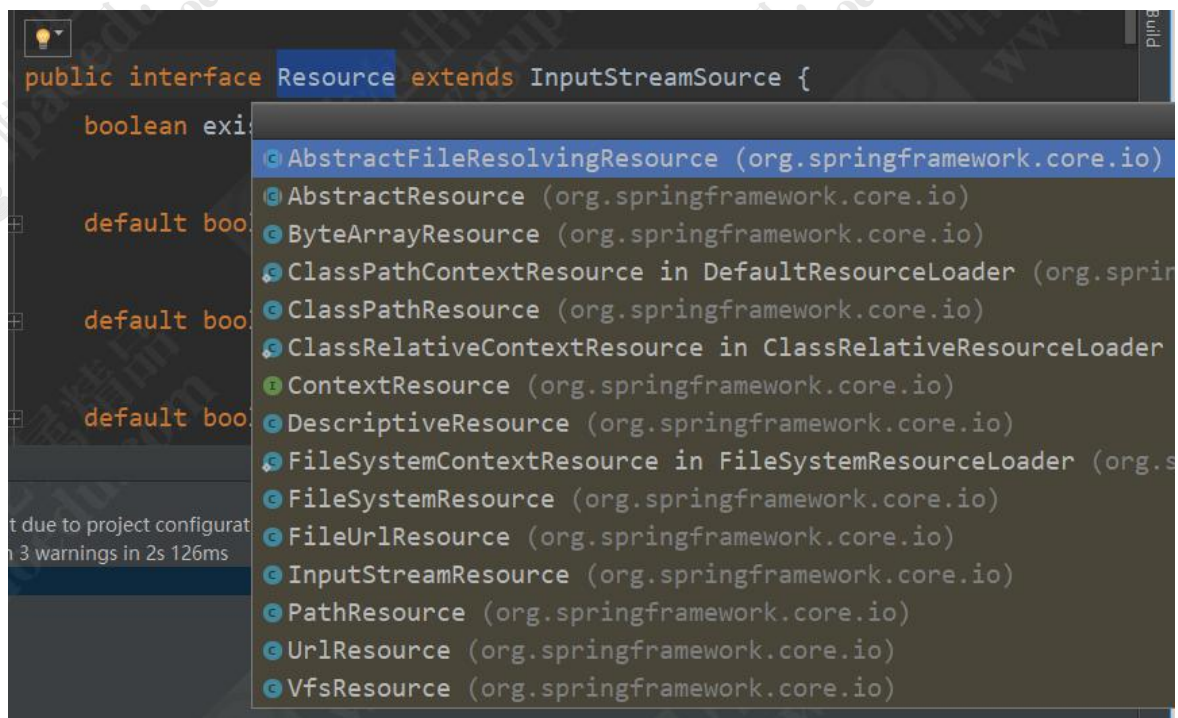 Build
public interface Resource extends InputStreamSource {
boolean exi
AbstractFileResolvingResource (org.springframework.core.io)
AbstractResource (org.springframework.core.io)
default boo
ByteArrayResource (org.springframework.core.io)
ClassPathContextResource in DefaultResourceLoader (org.sprin
ClassPathResource (org.springframework.core.io)
default boo
ClassRelativeContextResource in ClassRelativeResourceLoader
ContextResource (org.springframework.core.io)
default boo
DescriptiveResource (org.springframework.core.io)
FileSystemContextResource in FileSystemResourceLoader (org.s
FileSystemResource (org.springframework.core.io)
t due to project configurat
FileUrlResource (org.springframework.core.io)
3 warnings in 2s 126ms
InputStreamResource (org.springframework.core.io)
PathResource (org.springframework.core.io)
UrlResource (org.springframework.core.io)
VfsResource (org.springframework.core.io)